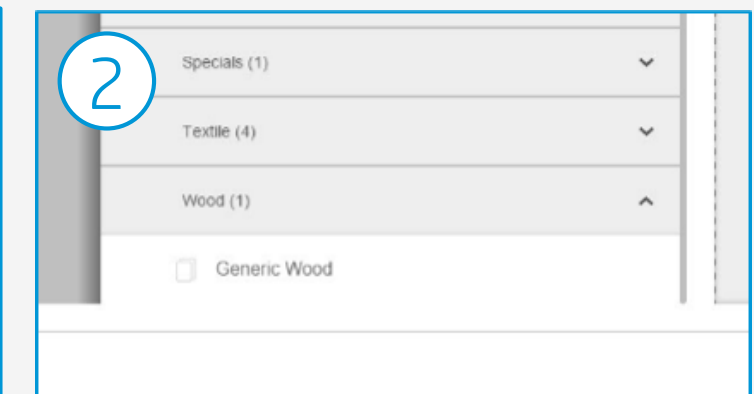 2
Specials (1)
Textile (4)
Wood (1)
Generic Wood